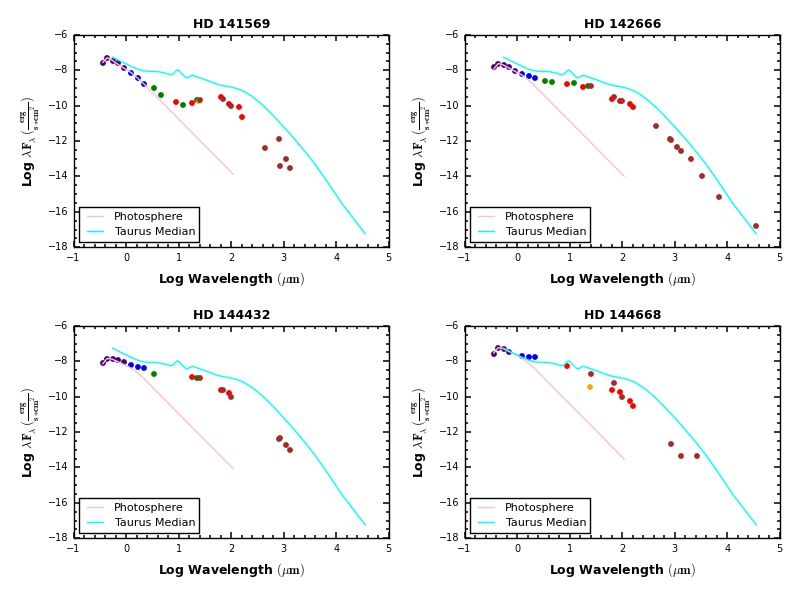 HD 141569
HD 142666
−6
−8
−10
−12
−14
−16
−18
Log λF_λ (erg/s∗cm²)
Photosphere
Taurus Median
−1 0 1 2 3 4 5
Log Wavelength (μm)
−6
−8
−10
−12
−14
−16
−18
Log λF_λ (erg/s∗cm²)
Photosphere
Taurus Median
−1 0 1 2 3 4 5
Log Wavelength (μm)
HD 144432
HD 144668
−6
−8
−10
−12
−14
−16
−18
Log λF_λ (erg/s∗cm²)
Photosphere
Taurus Median
−1 0 1 2 3 4 5
Log Wavelength (μm)
−6
−8
−10
−12
−14
−16
−18
Log λF_λ (erg/s∗cm²)
Photosphere
Taurus Median
−1 0 1 2 3 4 5
Log Wavelength (μm)